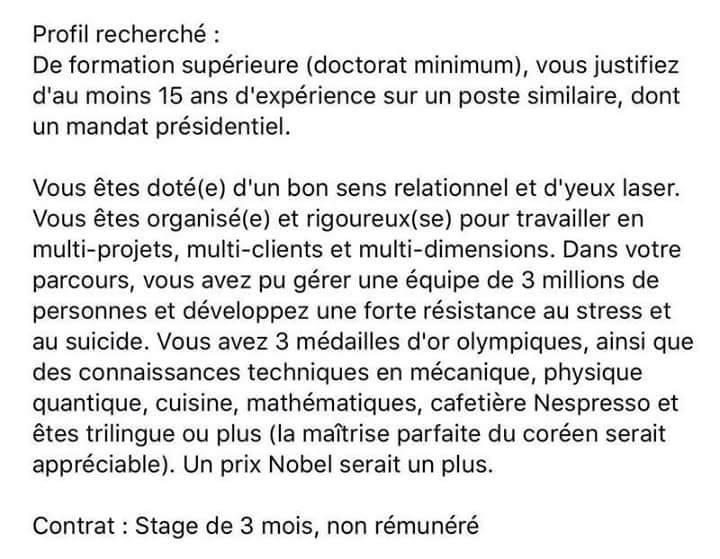 Profil recherché :
De formation supérieure (doctorat minimum), vous justifiez
d'au moins 15 ans d'expérience sur un poste similaire, dont
un mandat présidentiel.
Vous êtes doté(e) d'un bon sens relationnel et d'yeux laser.
Vous êtes organisé(e) et rigoureux(se) pour travailler en
multi-projets, multi-clients et multi-dimensions. Dans votre
parcours, vous avez pu gérer une équipe de 3 millions de
personnes et développez une forte résistance au stress et
au suicide. Vous avez 3 médailles d'or olympiques, ainsi que
des connaissances techniques en mécanique, physique
quantique, cuisine, mathématiques, cafetière Nespresso et
êtes trilingue ou plus (la maîtrise parfaite du coréen serait
appréciable). Un prix Nobel serait un plus.
Contrat : Stage de 3 mois, non rémunéré